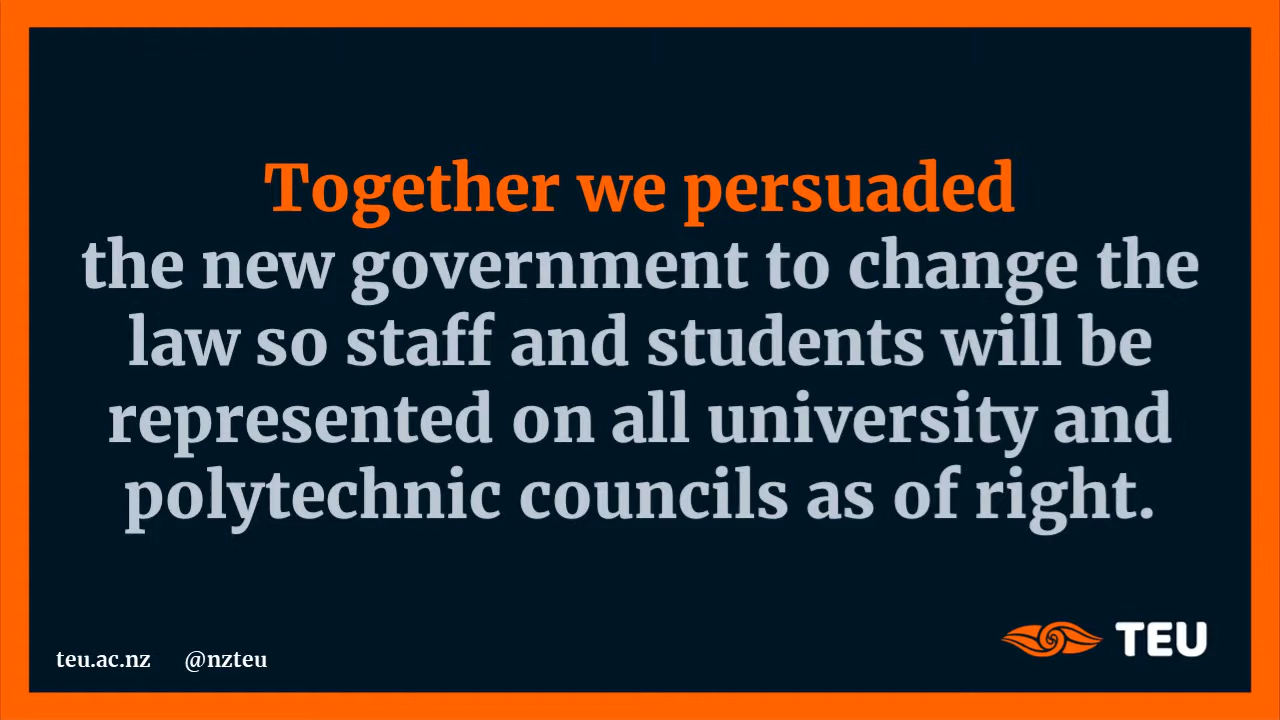 Together we persuaded
the new government to change the
law so staff and students will be
represented on all university and
polytechnic councils as of right.
teu.ac.nz @nzteu
TEU